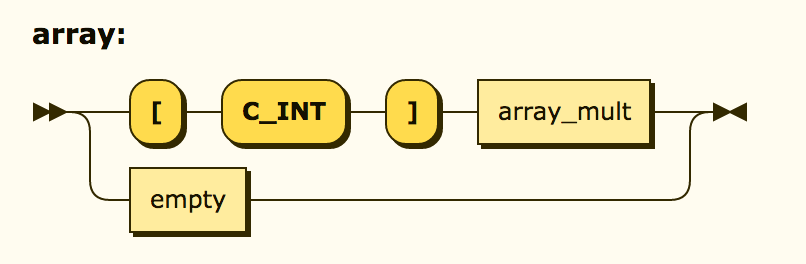 array:
[ C_INT ] array_mult
empty